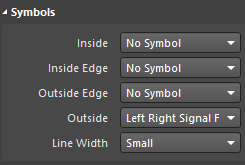 Symbols
Inside No Symbol
Inside Edge No Symbol
Outside Edge No Symbol
Outside Left Right Signal F
Line Width Small